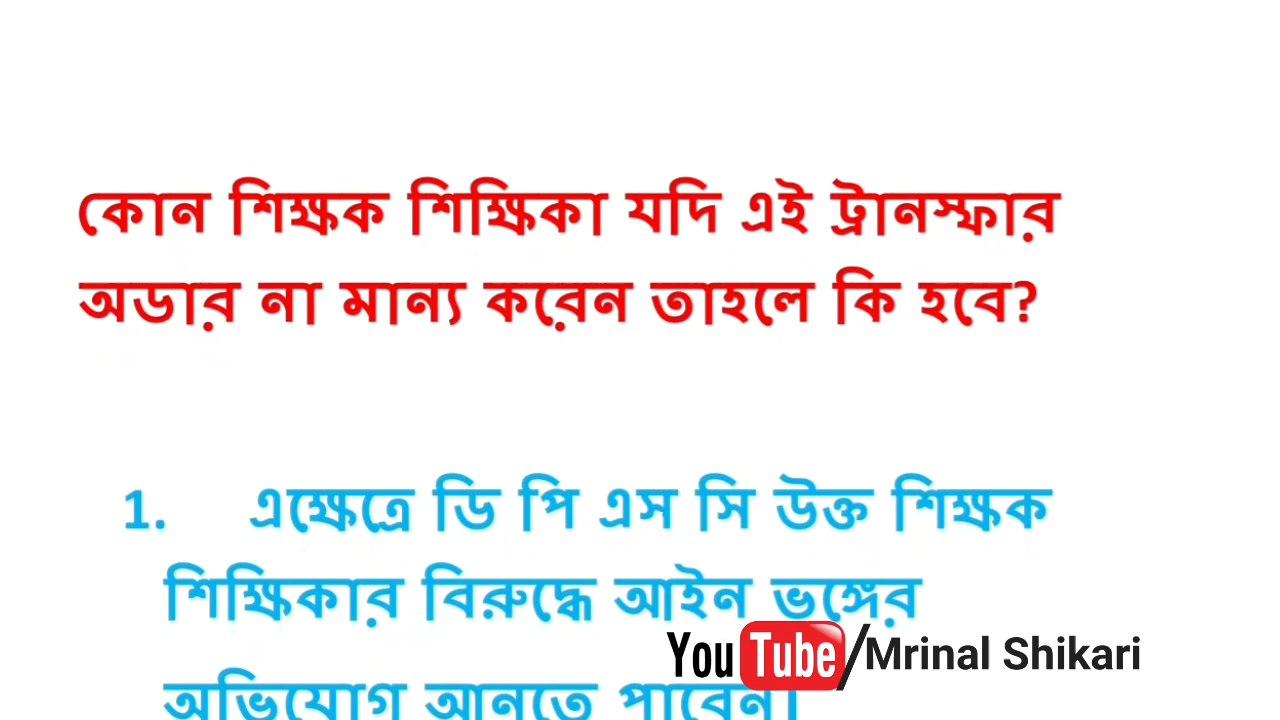 কোন শিক্ষক শিক্ষিকা যদি এই ট্রানস্ফার
অডার না মান্য করেন তাহলে কি হবে?
1. এক্ষেত্রে ডি পি এস সি উক্ত শিক্ষক
শিক্ষিকার বিরুদ্ধে আইন ভঙ্গের
অভিযোগ আনতে পাবেন।
YouTube/Mrinal Shikari